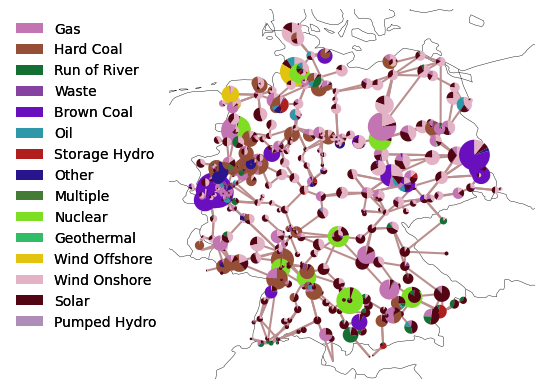 Gas
Hard Coal
Run of River
Waste
Brown Coal
Oil
Storage Hydro
Other
Multiple
Nuclear
Geothermal
Wind Offshore
Wind Onshore
Solar
Pumped Hydro